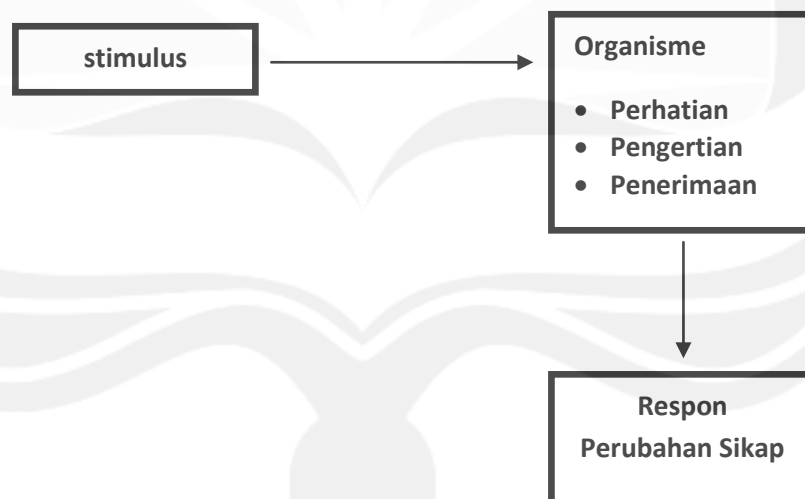 stimulus
Organisme
• Perhatian
• Pengertian
• Penerimaan
Respon
Perubahan Sikap